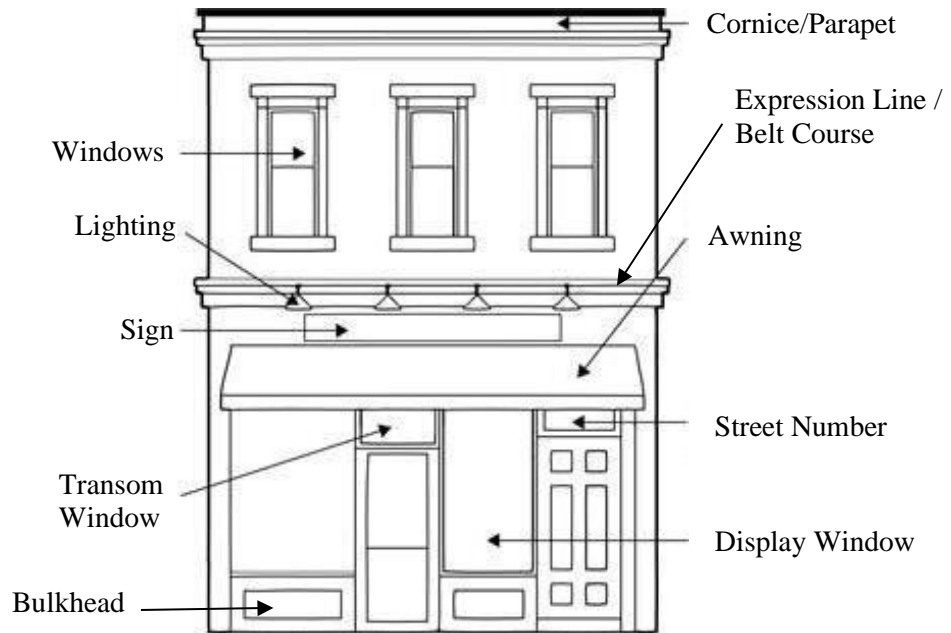 Cornice/Parapet
Expression Line /
Belt Course
Windows
Lighting
Awning
Sign
Street Number
Transom
Window
Display Window
Bulkhead